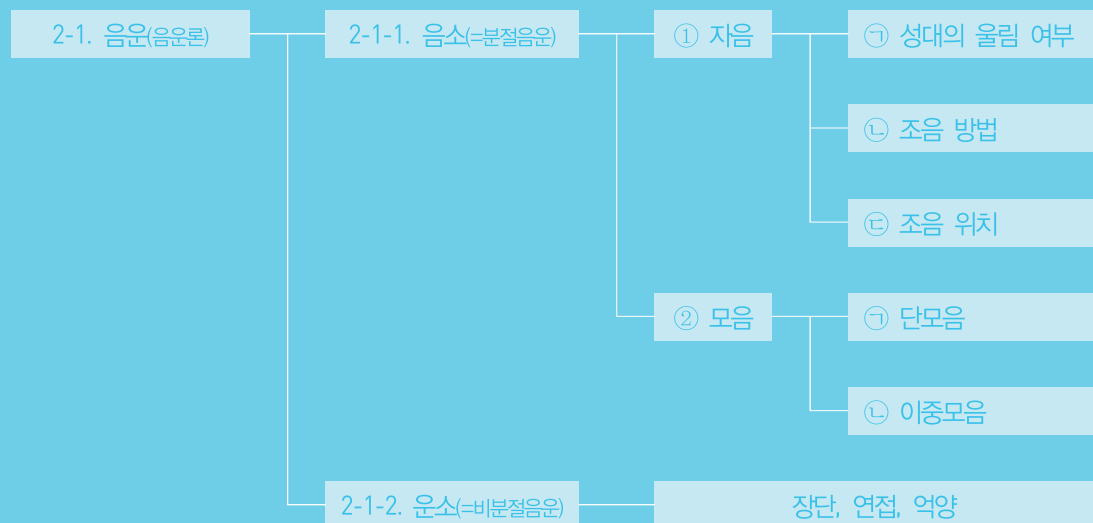 2-1. 음운(음운론)
2-1-1. 음소(=분절음운)
① 자음
㉠ 성대의 울림 여부
㉡ 조음 방법
㉢ 조음 위치
② 모음
㉠ 단모음
㉡ 이중모음
2-1-2. 운소(=비분절음운)
장단, 연접, 억양